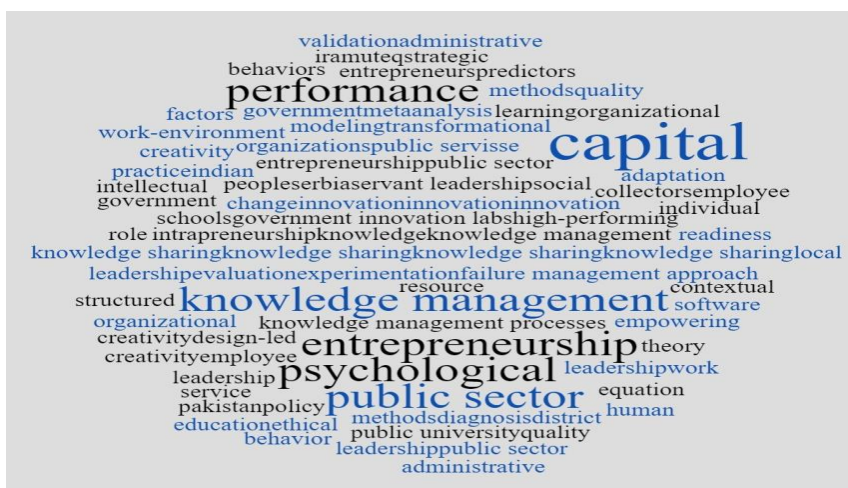 validationadministrative
iramuteqstrategic
behaviors entrepreneurspredictors
performance methodsquality
factors governmentmetaanalysis learningorganizational
work-environment modelingtransformational
creativity organizationspublic servisse capital
practiceindian entrepreneurshippublic sector adaptation
intellectual peopleserbiaservant leadershipsocial collectorsemployee
government changeinnovationinnovationinnovation individual
schoolsgovernment innovation labshigh-performing
role intrapreneurshipknowledgeknowledge management readiness
knowledge sharingknowledge sharingknowledge sharingknowledge sharinglocal
leadershipevaluationexperimentationfailure management approach
resource contextual
structured knowledge management software
organizational knowledge management processes empowering
creativitydesign-led entrepreneurship theory
creativityemployee
leadership psychological leadershipwork
service public sector equation
pakistanpolicy human
educationethical methodsdiagnosisdistrict
behavior public universityquality
leadershippublic sector
administrative